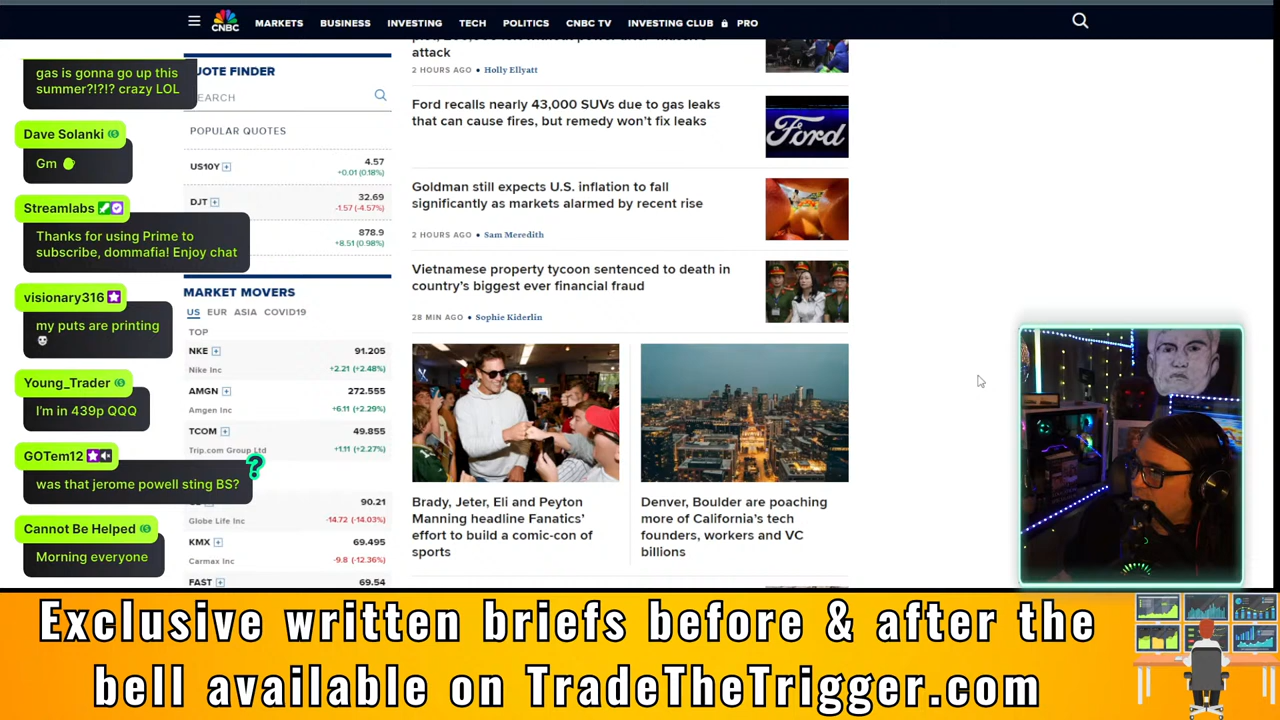 CNBC
MARKETS
BUSINESS
INVESTING
TECH
POLITICS
CNBC TV
INVESTING CLUB
PRO
gas is gonna go up this
summer?!?!? crazy LOL
Dave Solanki
Gm
Streamlabs
Thanks for using Prime to
subscribe, dommafia! Enjoy chat
visionary316
my puts are printing
Young_Trader
I'm in 439p QQQ
GOTem12
was that jerome powell sting BS?
?
Cannot Be Helped
Morning everyone
UOTE FINDER
EARCH
POPULAR QUOTES
US10Y 4.57
+0.01 (0.18%)
DJT 32.69
-1.57 (-4.57%)
878.9
+8.51 (0.98%)
MARKET MOVERS
US EUR ASIA COVID19
TOP
NKE 91.205
Nike Inc +2.21 (+2.48%)
AMGN 272.555
Amgen Inc +6.11 (+2.29%)
TCOM 49.855
Trip.com Group Ltd +1.11 (+2.27%)
90.21
Globe Life Inc -14.72 (-14.03%)
KMX 69.495
Carmax Inc -9.8 (-12.36%)
FAST 69.54
attack
2 HOURS AGO • Holly Ellyatt
Ford recalls nearly 43,000 SUVs due to gas leaks
that can cause fires, but remedy won't fix leaks
Ford
Goldman still expects U.S. inflation to fall
significantly as markets alarmed by recent rise
2 HOURS AGO • Sam Meredith
Vietnamese property tycoon sentenced to death in
country's biggest ever financial fraud
28 MIN AGO • Sophie Kiderlin
Brady, Jeter, Eli and Peyton
Manning headline Fanatics'
effort to build a comic-con of
sports
Denver, Boulder are poaching
more of California's tech
founders, workers and VC
billions
Exclusive written briefs before & after the
bell available on TradeTheTrigger.com